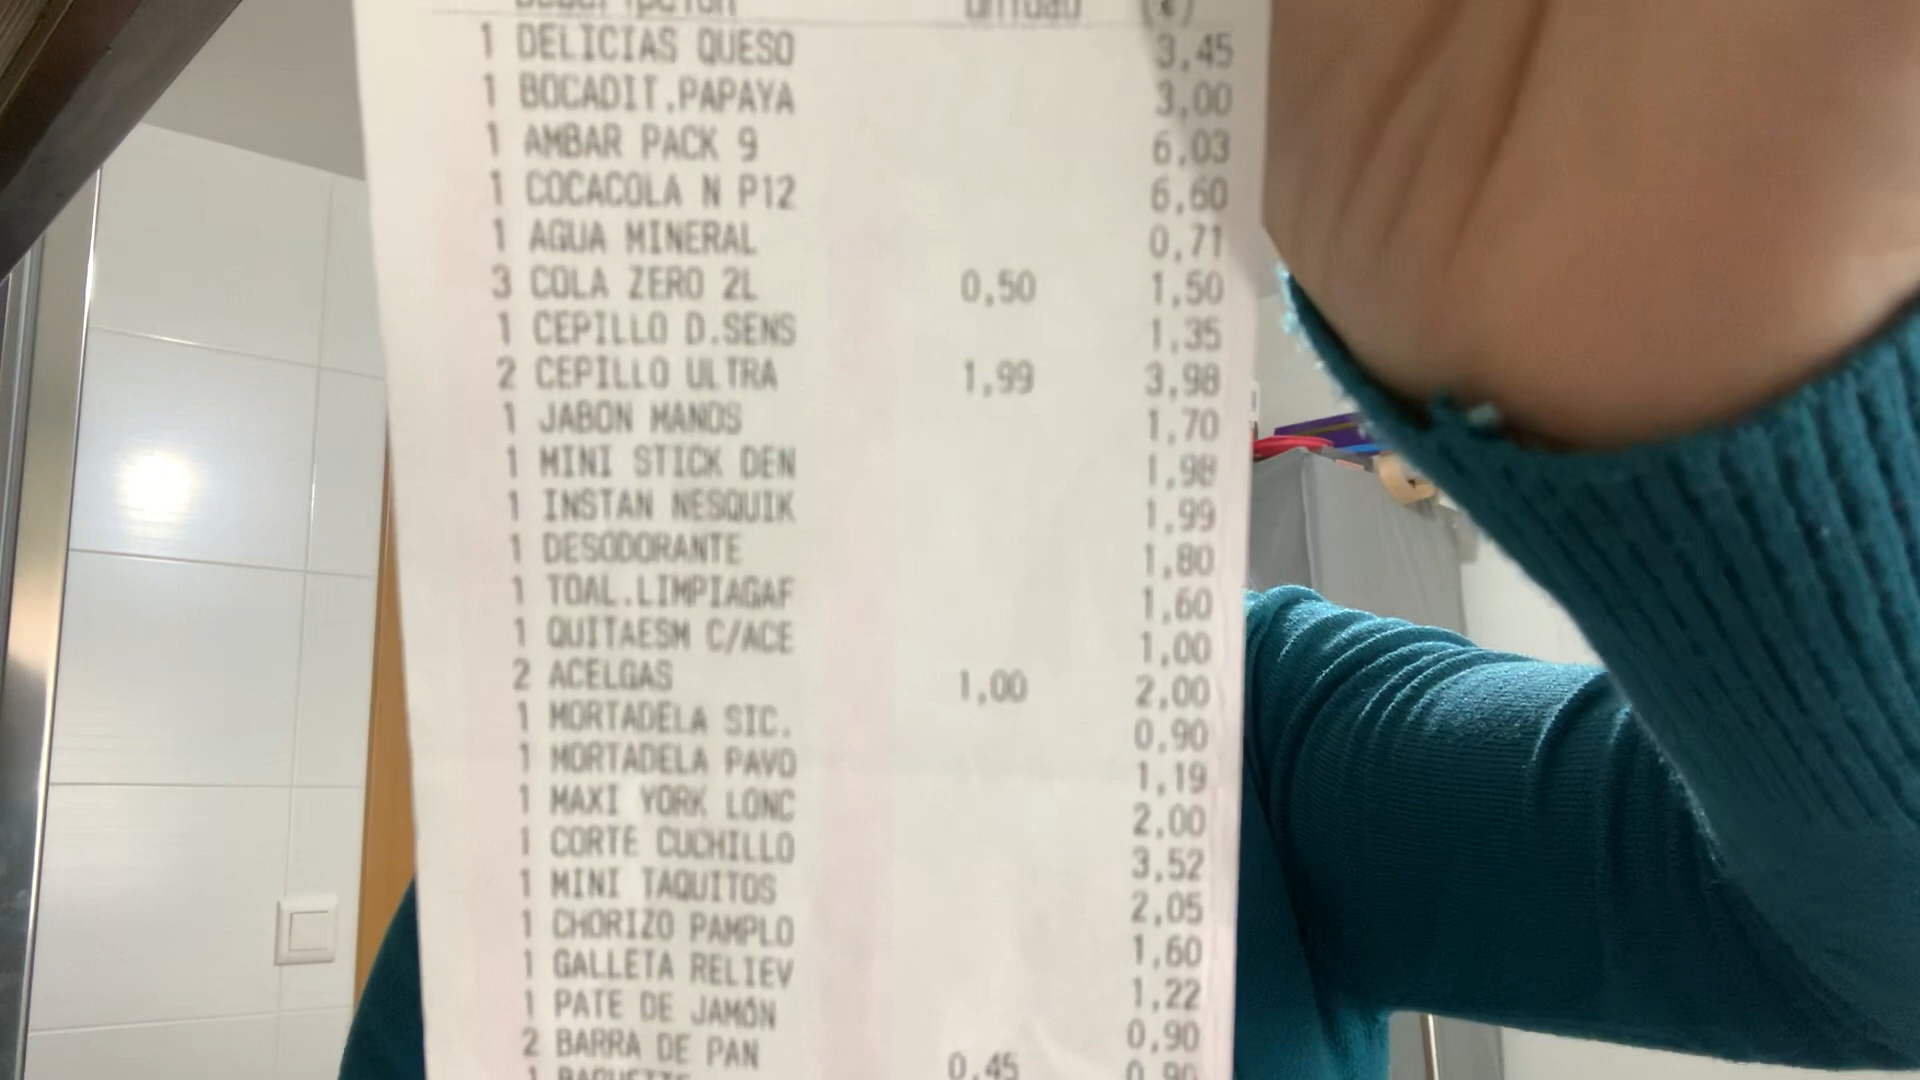 Descripción Unidad (€)
1 DELICIAS QUESO 3,45
1 BOCADIT.PAPAYA 3,00
1 AMBAR PACK 9 6,03
1 COCACOLA N P12 6,60
1 AGUA MINERAL 0,71
3 COLA ZERO 2L 0,50 1,50
1 CEPILLO D.SENS 1,35
2 CEPILLO ULTRA 1,99 3,98
1 JABON MANOS 1,70
1 MINI STICK DEN 1,98
1 INSTAN NESQUIK 1,99
1 DESODORANTE 1,80
1 TOAL.LIMPIAGAF 1,60
1 QUITAESM C/ACE 1,00
2 ACELGAS 1,00 2,00
1 MORTADELA SIC. 0,90
1 MORTADELA PAVO 1,19
1 MAXI YORK LONC 2,00
1 CORTE CUCHILLO 3,52
1 MINI TAQUITOS 2,05
1 CHORIZO PAMPLO 1,60
1 GALLETA RELIEV 1,22
1 PATE DE JAMÓN 0,90
2 BARRA DE PAN 0,45 0,90
1